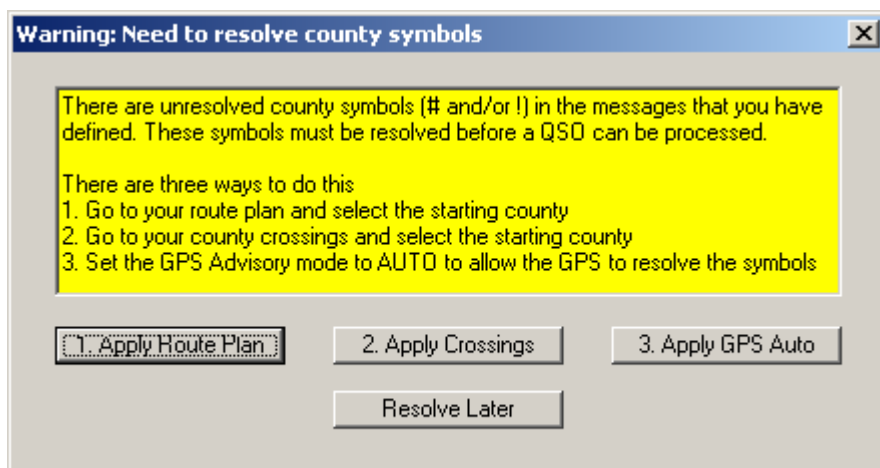 Warning: Need to resolve county symbols
There are unresolved county symbols (# and/or !) in the messages that you have
defined. These symbols must be resolved before a QSO can be processed.
There are three ways to do this
1. Go to your route plan and select the starting county
2. Go to your county crossings and select the starting county
3. Set the GPS Advisory mode to AUTO to allow the GPS to resolve the symbols
1. Apply Route Plan
2. Apply Crossings
3. Apply GPS Auto
Resolve Later